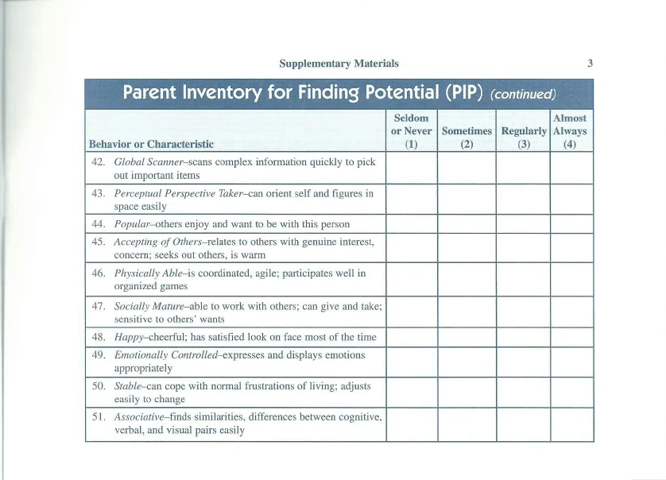 Supplementary Materials 3
Parent Inventory for Finding Potential (PIP) (continued)
Seldom Almost
or Never Sometimes Regularly Always
Behavior or Characteristic (1) (2) (3) (4)
42. Global Scanner–scans complex information quickly to pick
out important items
43. Perceptual Perspective Taker–can orient self and figures in
space easily
44. Popular–others enjoy and want to be with this person
45. Accepting of Others–relates to others with genuine interest,
concern; seeks out others, is warm
46. Physically Able–is coordinated, agile; participates well in
organized games
47. Socially Mature–able to work with others; can give and take;
sensitive to others' wants
48. Happy–cheerful; has satisfied look on face most of the time
49. Emotionally Controlled–expresses and displays emotions
appropriately
50. Stable–can cope with normal frustrations of living; adjusts
easily to change
51. Associative–finds similarities, differences between cognitive,
verbal, and visual pairs easily